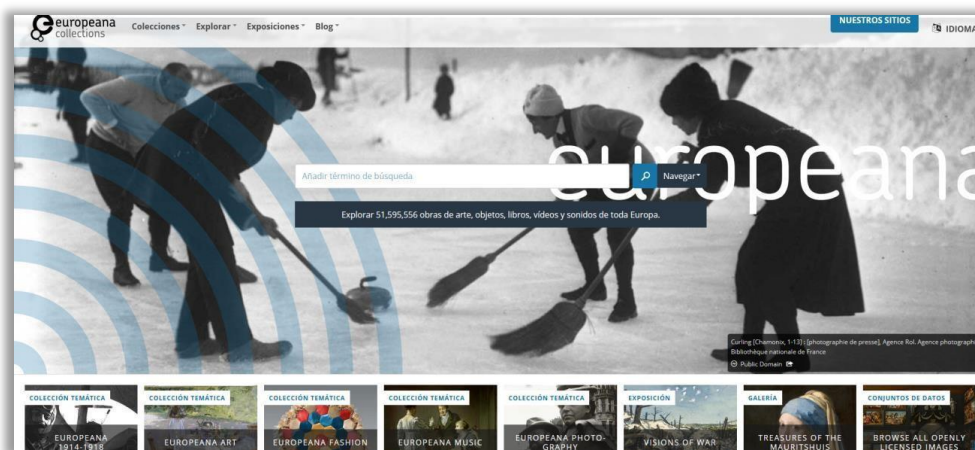 europeana
collections
Colecciones
Explorar
Exposiciones
Blog
NUESTROS SITIOS
IDIOMA
europeana
Añadir término de búsqueda
Navegar
Explorar 51,595,556 obras de arte, objetos, libros, vídeos y sonidos de toda Europa.
Curling [Chamonix, 1-13] : [photographie de presse], Agence Rol. Agence photographi
Bibliothèque nationale de France
Public Domain
COLECCIÓN TEMÁTICA
EUROPEANA
1914-1918
COLECCIÓN TEMÁTICA
EUROPEANA ART
COLECCIÓN TEMÁTICA
EUROPEANA FASHION
COLECCIÓN TEMÁTICA
EUROPEANA MUSIC
COLECCIÓN TEMÁTICA
EUROPEANA PHOTO-
GRAPHY
EXPOSICIÓN
VISIONS OF WAR
GALERÍA
TREASURES OF THE
MAURITSHUIS
CONJUNTOS DE DATOS
BROWSE ALL OPENLY
LICENSED IMAGES